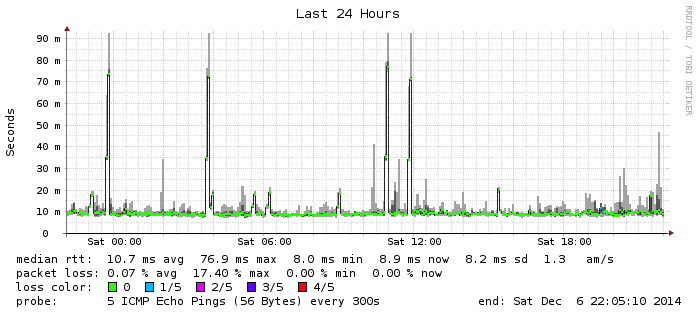 Last 24 Hours
RRDTOOL / TOBI OETIKER
Seconds
90 m
80 m
70 m
60 m
50 m
40 m
30 m
20 m
10 m
0
Sat 00:00 Sat 06:00 Sat 12:00 Sat 18:00
median rtt: 10.7 ms avg 76.9 ms max 8.0 ms min 8.9 ms now 8.2 ms sd 1.3 am/s
packet loss: 0.07 % avg 17.40 % max 0.00 % min 0.00 % now
loss color: 0 1/5 2/5 3/5 4/5
probe: 5 ICMP Echo Pings (56 Bytes) every 300s end: Sat Dec 6 22:05:10 2014